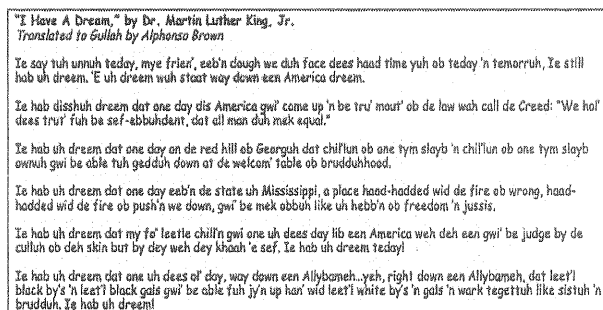 "I Have A Dream," by Dr. Martin Luther King, Jr.
Translated to Gullah by Alphonso Brown
Ie say tuh unnuh teday, mye frien', eeb'n dough we duh face dees haad time yuh ob teday 'n temorruh, Ie still
hab uh dreem. 'E uh dreem wuh staat way down een America dreem.
Ie hab disshuh dreem dat one day dis America gwi' come up 'n be tru' mout' ob de law wah call de Creed: "We hol'
dees trut' fuh be sef-ebbuhdent, dat all man duh mek equal."
Ie hab uh dreem dat one day on de red hill ob Georguh dat chil'lun ob one tym slayb 'n chil'lun ob one tym slayb
ownuh gwi be able tuh gedduh down at de welcom' table ob brudduhhood.
Ie hab uh dreem dat one day eeb'n de state uh Mississippi, a place haad-hadded wid de fire ob wrong, haad-
hadded wid de fire ob push'n we down, gwi' be mek obbuh like uh hebb'n ob freedom 'n jussis.
Ie hab uh dreem dat my fo' leetle chill'n gwi one uh dees day lib een America weh deh een gwi' be judge by de
culluh ob deh skin but by dey weh dey khaah 'e sef. Ie hab uh dreem teday!
Ie hab uh dreem dat one uh dees ol' day, way down een Allybameh...yeh, right down een Allybameh, dat leet'l
black by's 'n leet'l black gals gwi' be able fuh jy'n up han' wid leet'l white by's 'n gals 'n wark tegettuh like sistuh 'n
brudduh. Ie hab uh dreem!